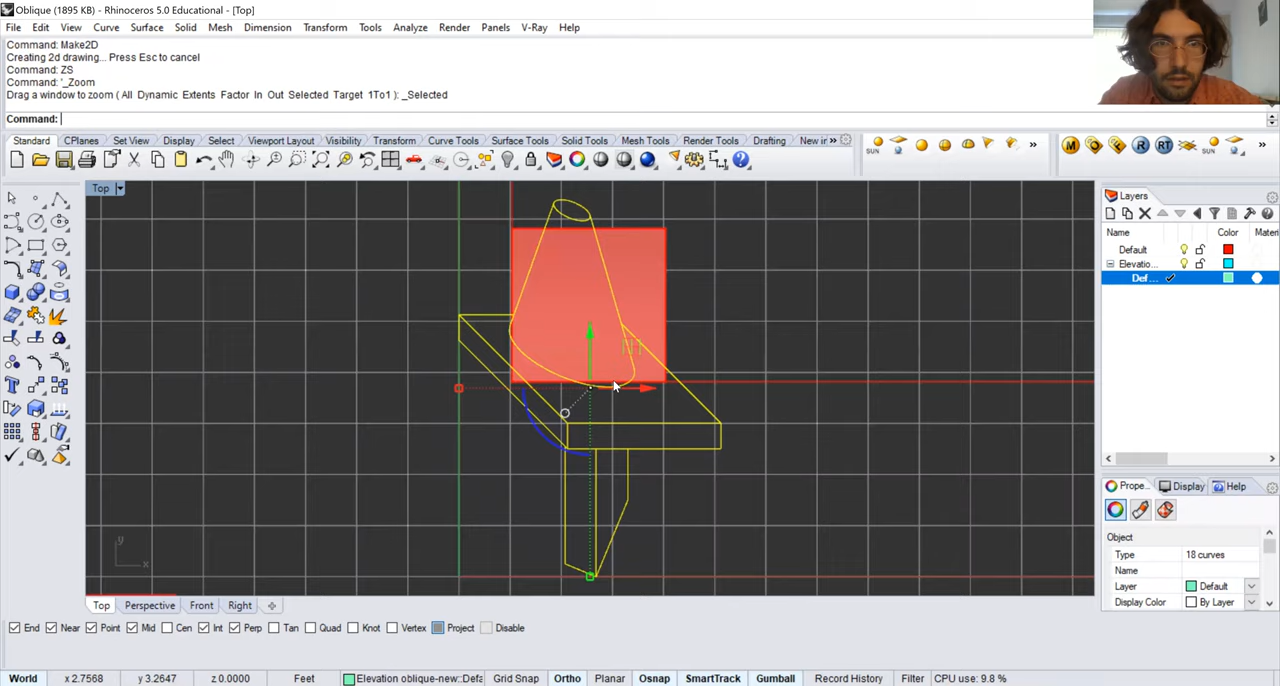 Oblique (1895 KB) - Rhinoceros 5.0 Educational - [Top]
File Edit View Curve Surface Solid Mesh Dimension Transform Tools Analyze Render Panels V-Ray Help
Command: Make2D
Creating 2d drawing... Press Esc to cancel
Command: ZS
Command: '_Zoom
Drag a window to zoom ( All Dynamic Extents Factor In Out Selected Target 1To1 ): _Selected
Command:
Standard CPlanes Set View Display Select Viewport Layout Visibility Transform Curve Tools Surface Tools Solid Tools Mesh Tools Render Tools Drafting New in »
SUN » M R RT SUN »
Top
Layers
Name Color Materi
Default
Elevatio...
Def...
Prope... Display Help
Object
Type 18 curves
Name
Layer Default
Display Color By Layer
y
x
Top Perspective Front Right
End Near Point Mid Cen Int Perp Tan Quad Knot Vertex Project Disable
World x 2.7568 y 3.2647 z 0.0000 Feet Elevation oblique-new::Defa Grid Snap Ortho Planar Osnap SmartTrack Gumball Record History Filter CPU use: 9.8 %